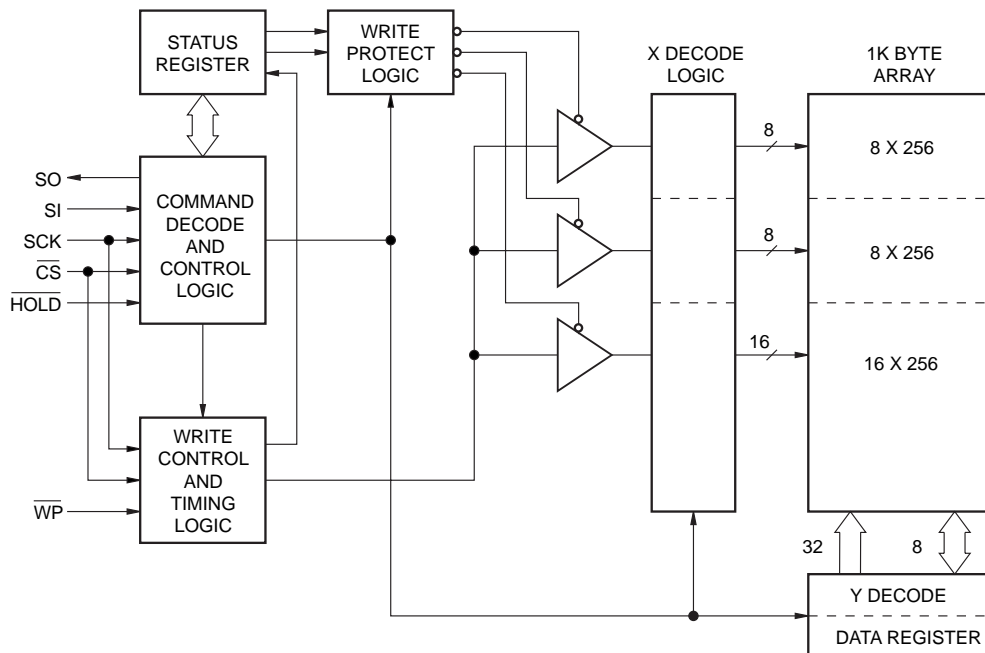 STATUS
REGISTER
WRITE
PROTECT
LOGIC
X DECODE
LOGIC
1K BYTE
ARRAY
8
8 X 256
SO
SI
SCK
CS
HOLD
COMMAND
DECODE
AND
CONTROL
LOGIC
8
8 X 256
16
16 X 256
WP
WRITE
CONTROL
AND
TIMING
LOGIC
32
8
Y DECODE
DATA REGISTER